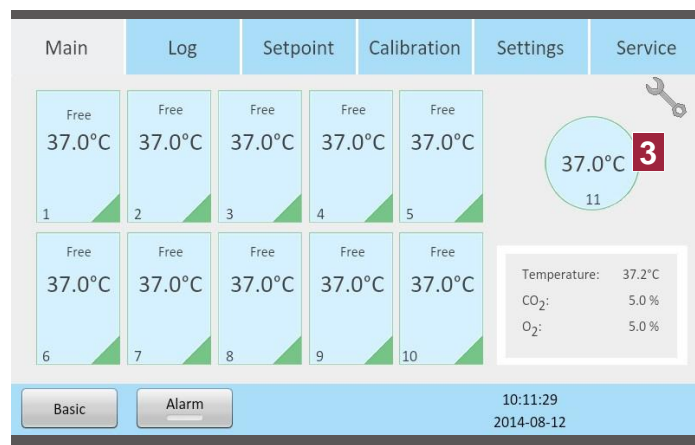 Main Log Setpoint Calibration Settings Service
Free Free Free Free Free
37.0°C 37.0°C 37.0°C 37.0°C 37.0°C
1 2 3 4 5
37.0°C 3
11
Free Free Free Free Free
37.0°C 37.0°C 37.0°C 37.0°C 37.0°C
6 7 8 9 10
Temperature: 37.2°C
CO₂: 5.0 %
O₂: 5.0 %
Basic Alarm
10:11:29
2014-08-12